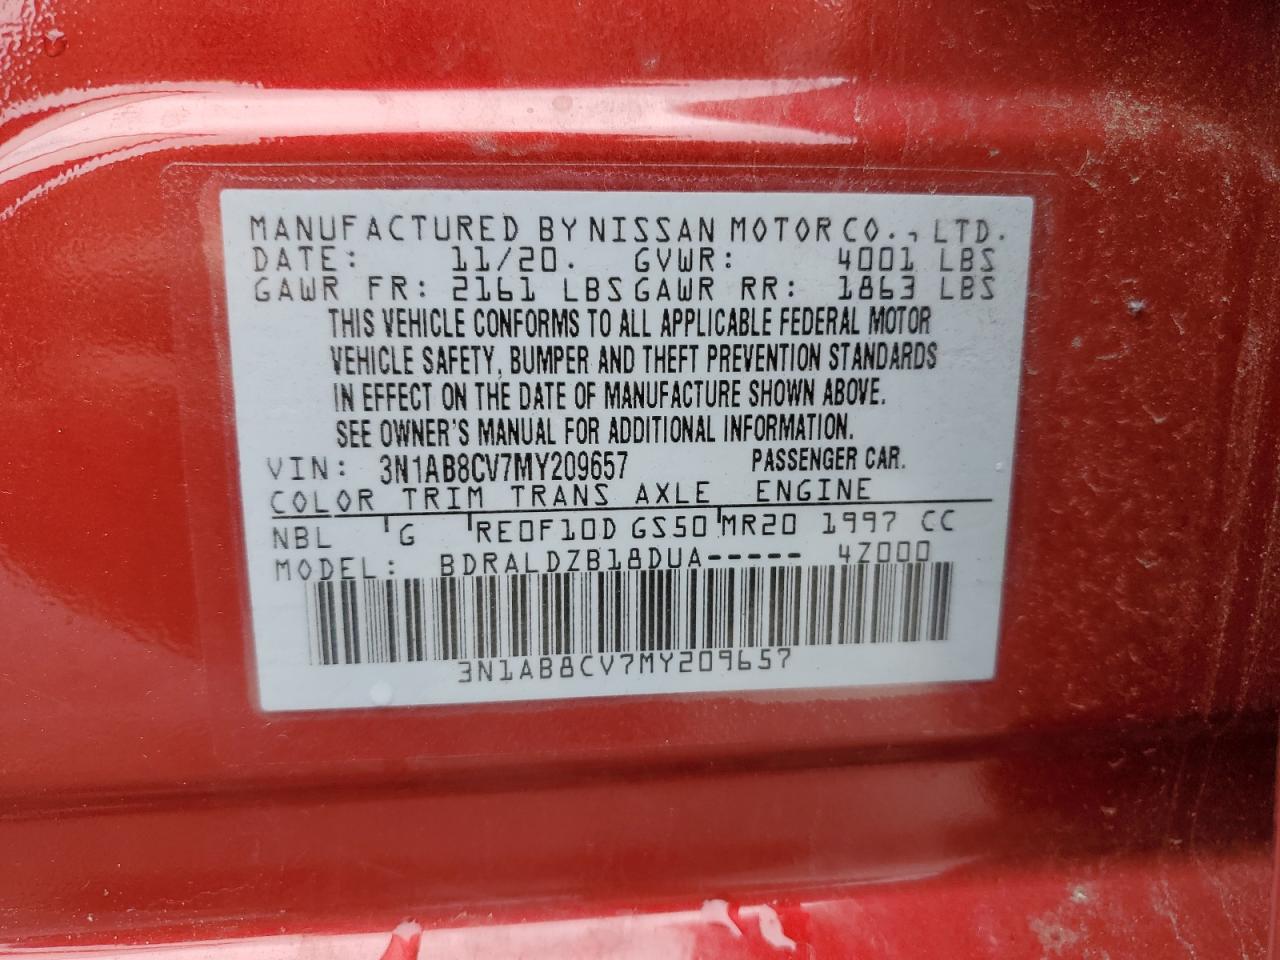 MANUFACTURED BY NISSAN MOTOR CO., LTD.
DATE: 11/20. GVWR: 4001 LBS
GAWR FR: 2161 LBS GAWR RR: 1863 LBS
THIS VEHICLE CONFORMS TO ALL APPLICABLE FEDERAL MOTOR
VEHICLE SAFETY, BUMPER AND THEFT PREVENTION STANDARDS
IN EFFECT ON THE DATE OF MANUFACTURE SHOWN ABOVE.
SEE OWNER'S MANUAL FOR ADDITIONAL INFORMATION.
VIN: 3N1AB8CV7MY209657 PASSENGER CAR.
COLOR TRIM TRANS AXLE ENGINE
NBL G RE0F10D GS50 MR20 1997 CC
MODEL: BDRALDZB18DUA----- 4Z000
3N1AB8CV7MY209657